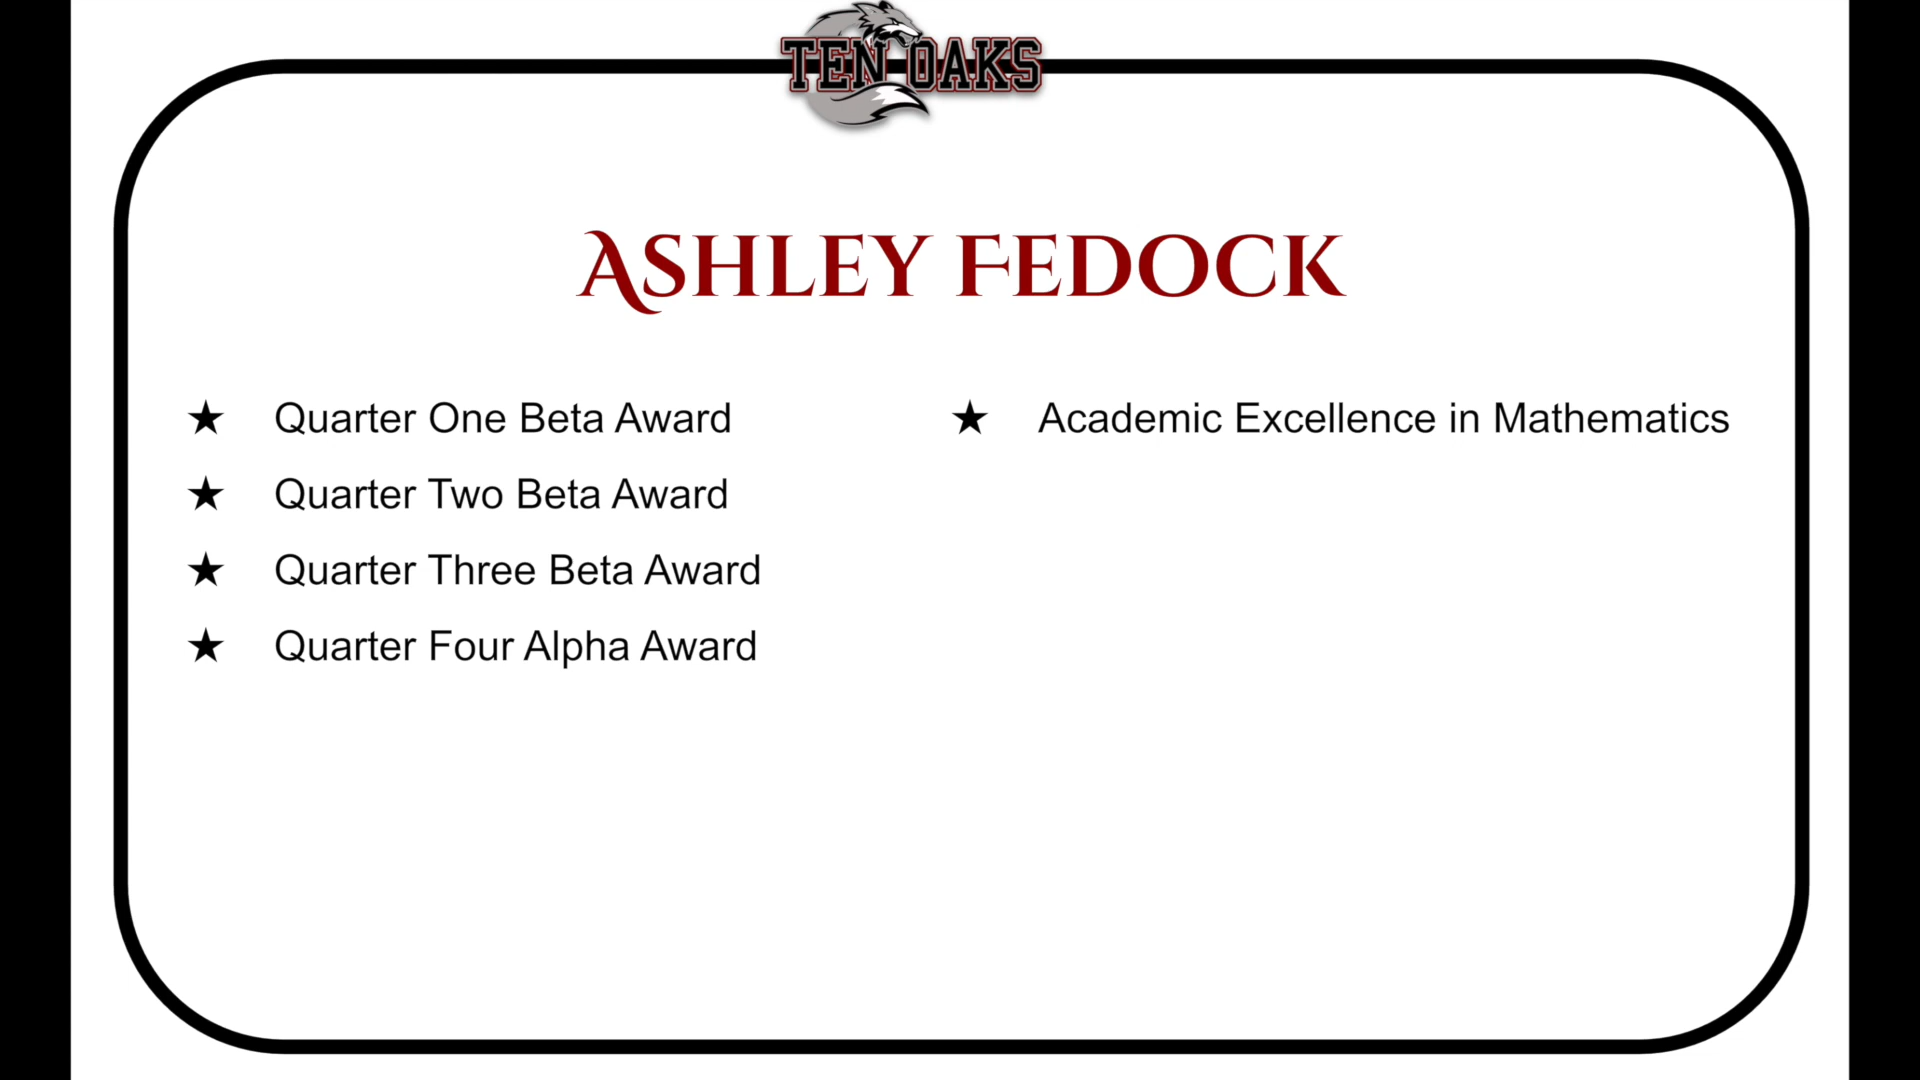 TEN OAKS
ASHLEY FEDOCK
★ Quarter One Beta Award
★ Quarter Two Beta Award
★ Quarter Three Beta Award
★ Quarter Four Alpha Award
★ Academic Excellence in Mathematics